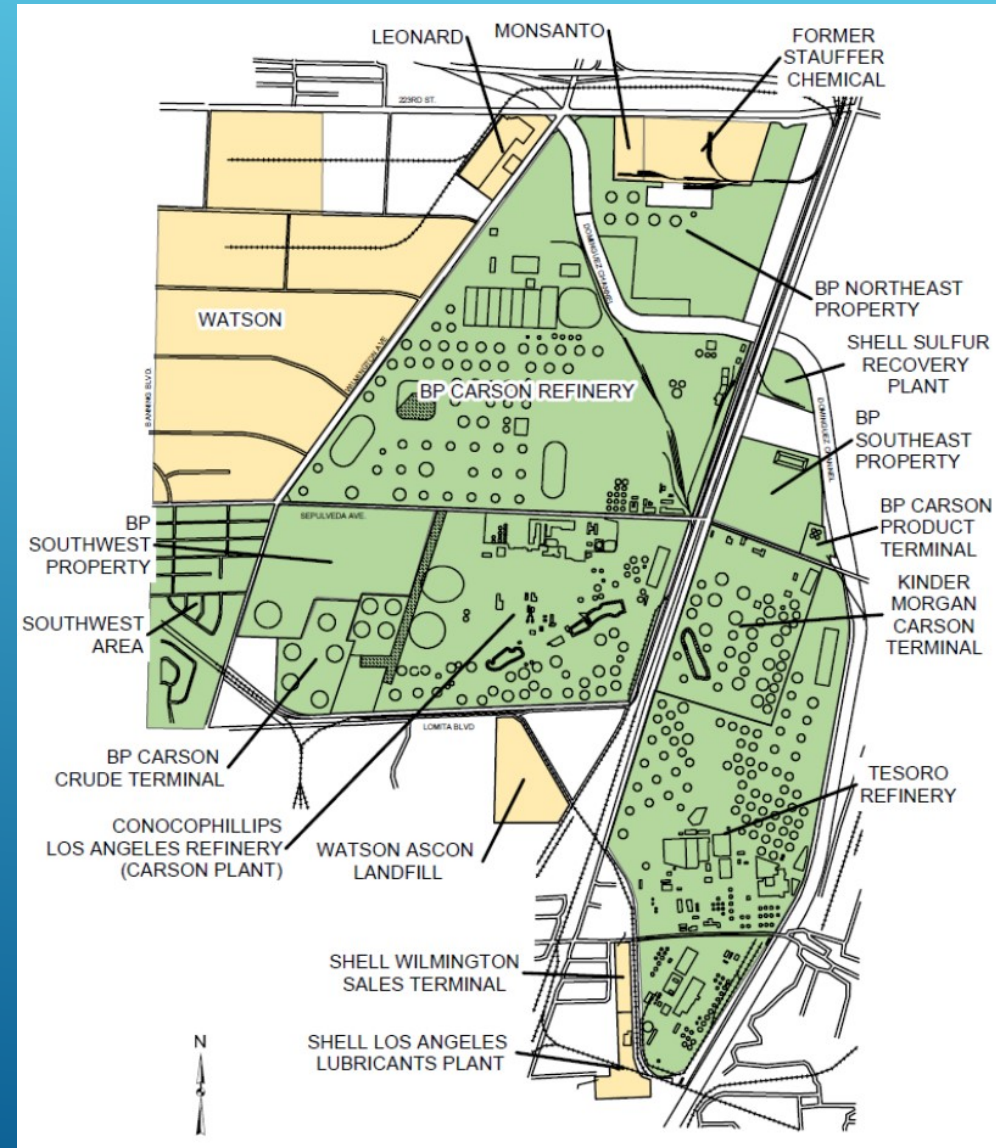 LEONARD
MONSANTO
FORMER
STAUFFER
CHEMICAL
223RD ST.
DOMINGUEZ CHANNEL
BP NORTHEAST
PROPERTY
WATSON
WILMINGTON AVE
SHELL SULFUR
RECOVERY
PLANT
BANNING BLVD.
BP CARSON REFINERY
DOMINGUEZ CHANNEL
BP
SOUTHEAST
PROPERTY
SEPULVEDA AVE.
BP
SOUTHWEST
PROPERTY
BP CARSON
PRODUCT
TERMINAL
KINDER
MORGAN
CARSON
TERMINAL
SOUTHWEST
AREA
LOMITA BLVD
BP CARSON
CRUDE TERMINAL
TESORO
REFINERY
CONOCOPHILLIPS
LOS ANGELES REFINERY
(CARSON PLANT)
WATSON ASCON
LANDFILL
SHELL WILMINGTON
SALES TERMINAL
SHELL LOS ANGELES
LUBRICANTS PLANT
N